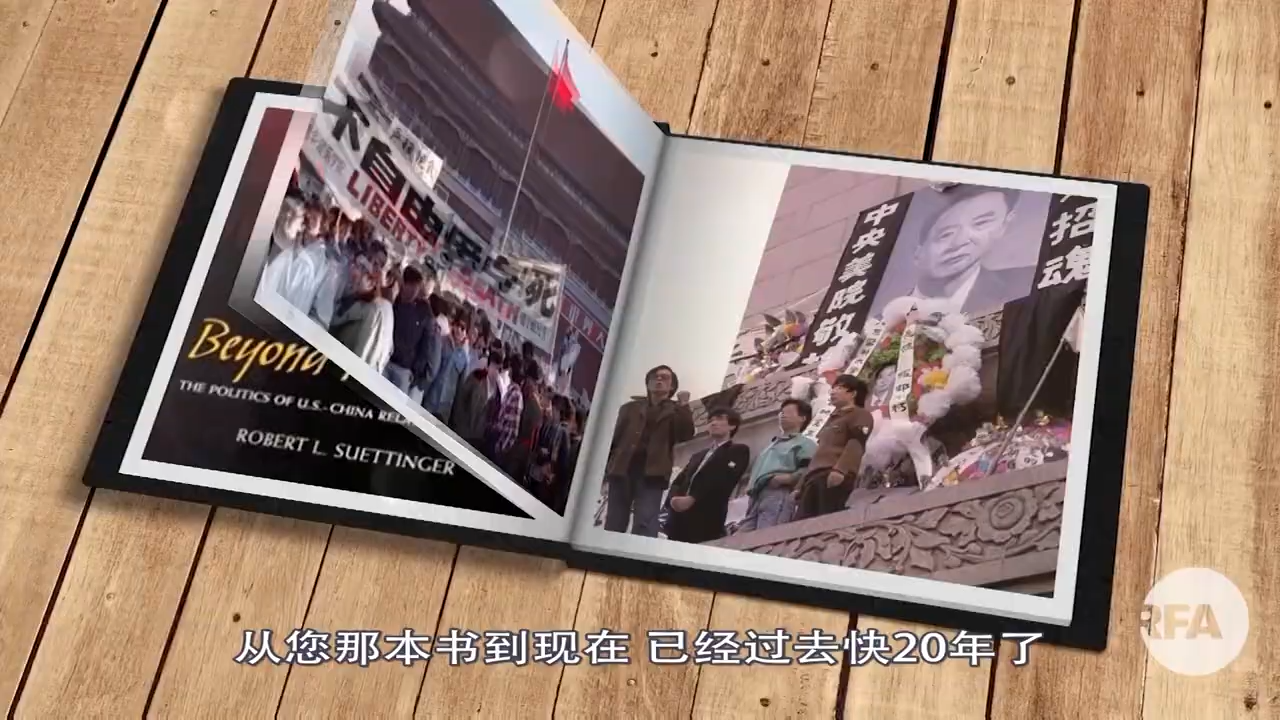 不自由毋宁死
LIBERTY
DEATH
Beyond
THE POLITICS OF U.S.-CHINA
ROBERT L. SUETTINGER
中央美院敬
招魂
从您那本书到现在 已经过去快20年了
RFA